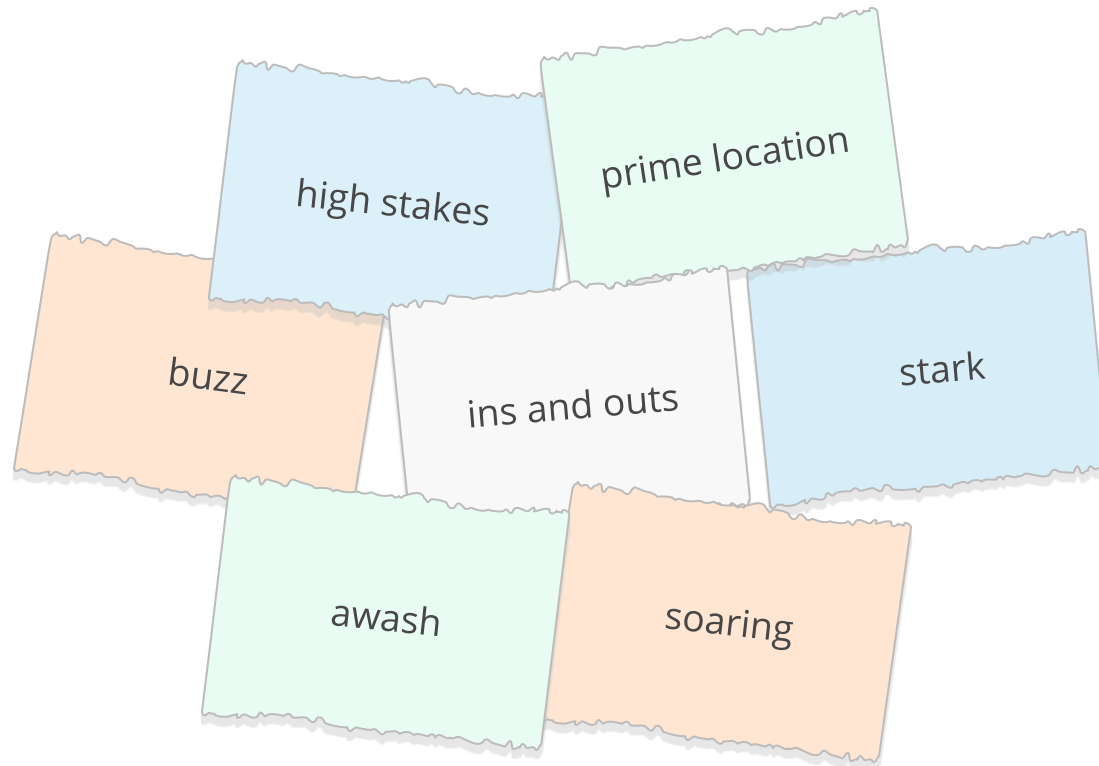 high stakes
prime location
buzz
ins and outs
stark
awash
soaring